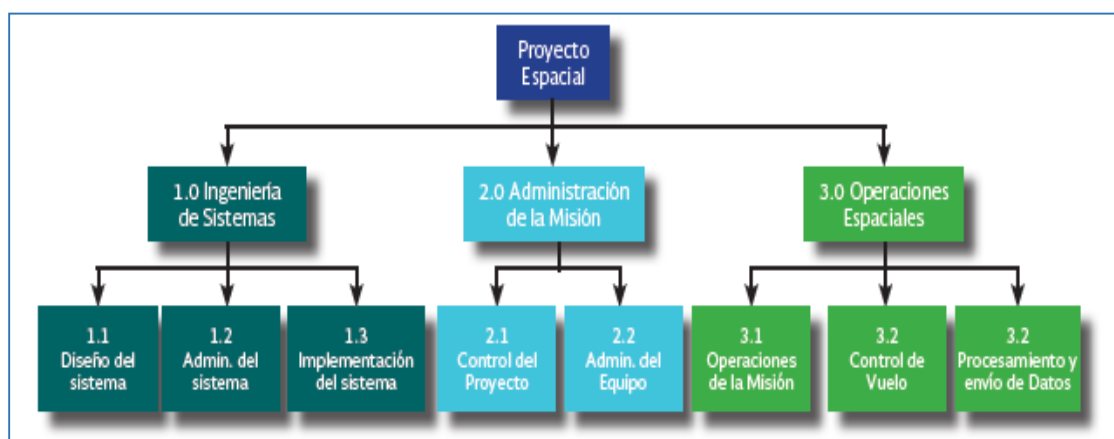 Proyecto
Espacial
1.0 Ingeniería
de Sistemas
2.0 Administración
de la Misión
3.0 Operaciones
Espaciales
1.1
Diseño del
sistema
1.2
Admin. del
sistema
1.3
Implementación
del sistema
2.1
Control del
Proyecto
2.2
Admin. del
Equipo
3.1
Operaciones
de la Misión
3.2
Control de
Vuelo
3.2
Procesamiento y
envío de Datos